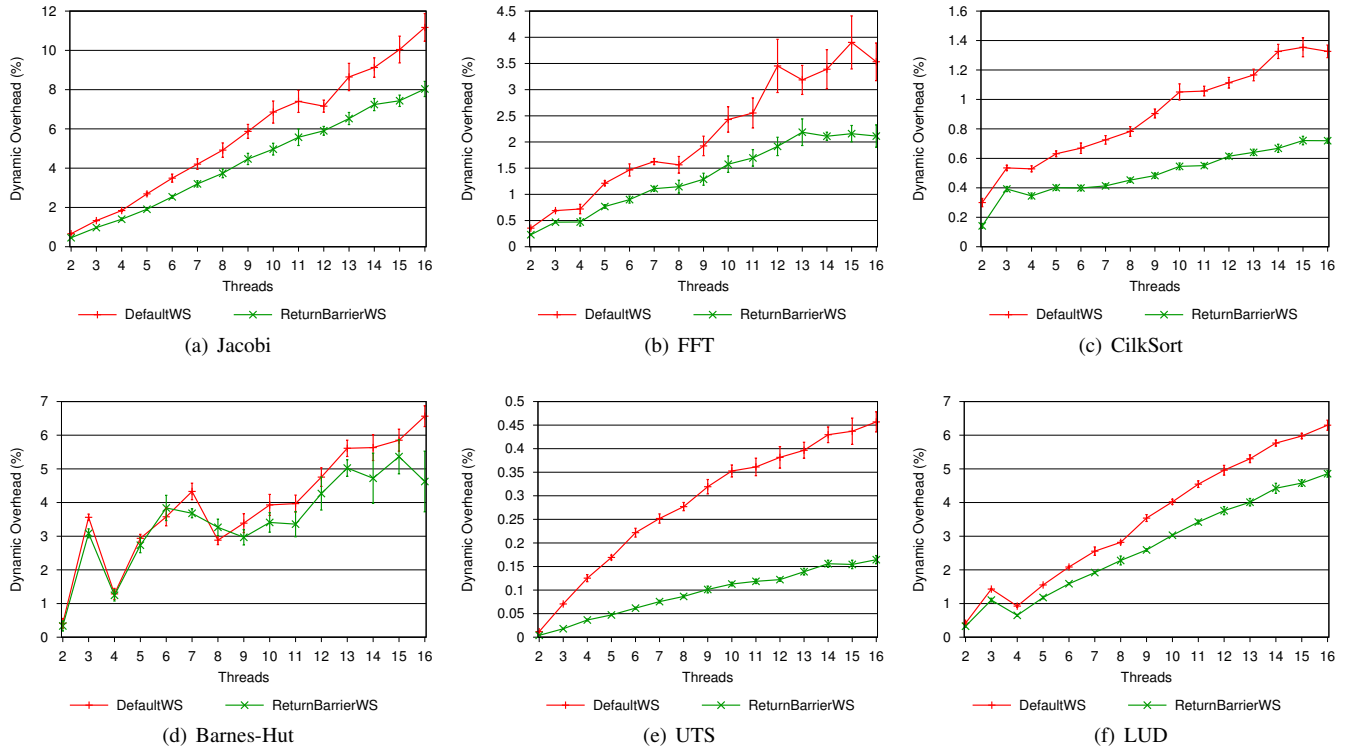 Dynamic Overhead (%)
12
10
8
6
4
2
0
2 3 4 5 6 7 8 9 10 11 12 13 14 15 16
Threads
DefaultWS ReturnBarrierWS
(a) Jacobi
Dynamic Overhead (%)
4.5
4
3.5
3
2.5
2
1.5
1
0.5
0
2 3 4 5 6 7 8 9 10 11 12 13 14 15 16
Threads
DefaultWS ReturnBarrierWS
(b) FFT
Dynamic Overhead (%)
1.6
1.4
1.2
1
0.8
0.6
0.4
0.2
0
2 3 4 5 6 7 8 9 10 11 12 13 14 15 16
Threads
DefaultWS ReturnBarrierWS
(c) CilkSort
Dynamic Overhead (%)
7
6
5
4
3
2
1
0
2 3 4 5 6 7 8 9 10 11 12 13 14 15 16
Threads
DefaultWS ReturnBarrierWS
(d) Barnes-Hut
Dynamic Overhead (%)
0.5
0.45
0.4
0.35
0.3
0.25
0.2
0.15
0.1
0.05
0
2 3 4 5 6 7 8 9 10 11 12 13 14 15 16
Threads
DefaultWS ReturnBarrierWS
(e) UTS
Dynamic Overhead (%)
7
6
5
4
3
2
1
0
2 3 4 5 6 7 8 9 10 11 12 13 14 15 16
Threads
DefaultWS ReturnBarrierWS
(f) LUD